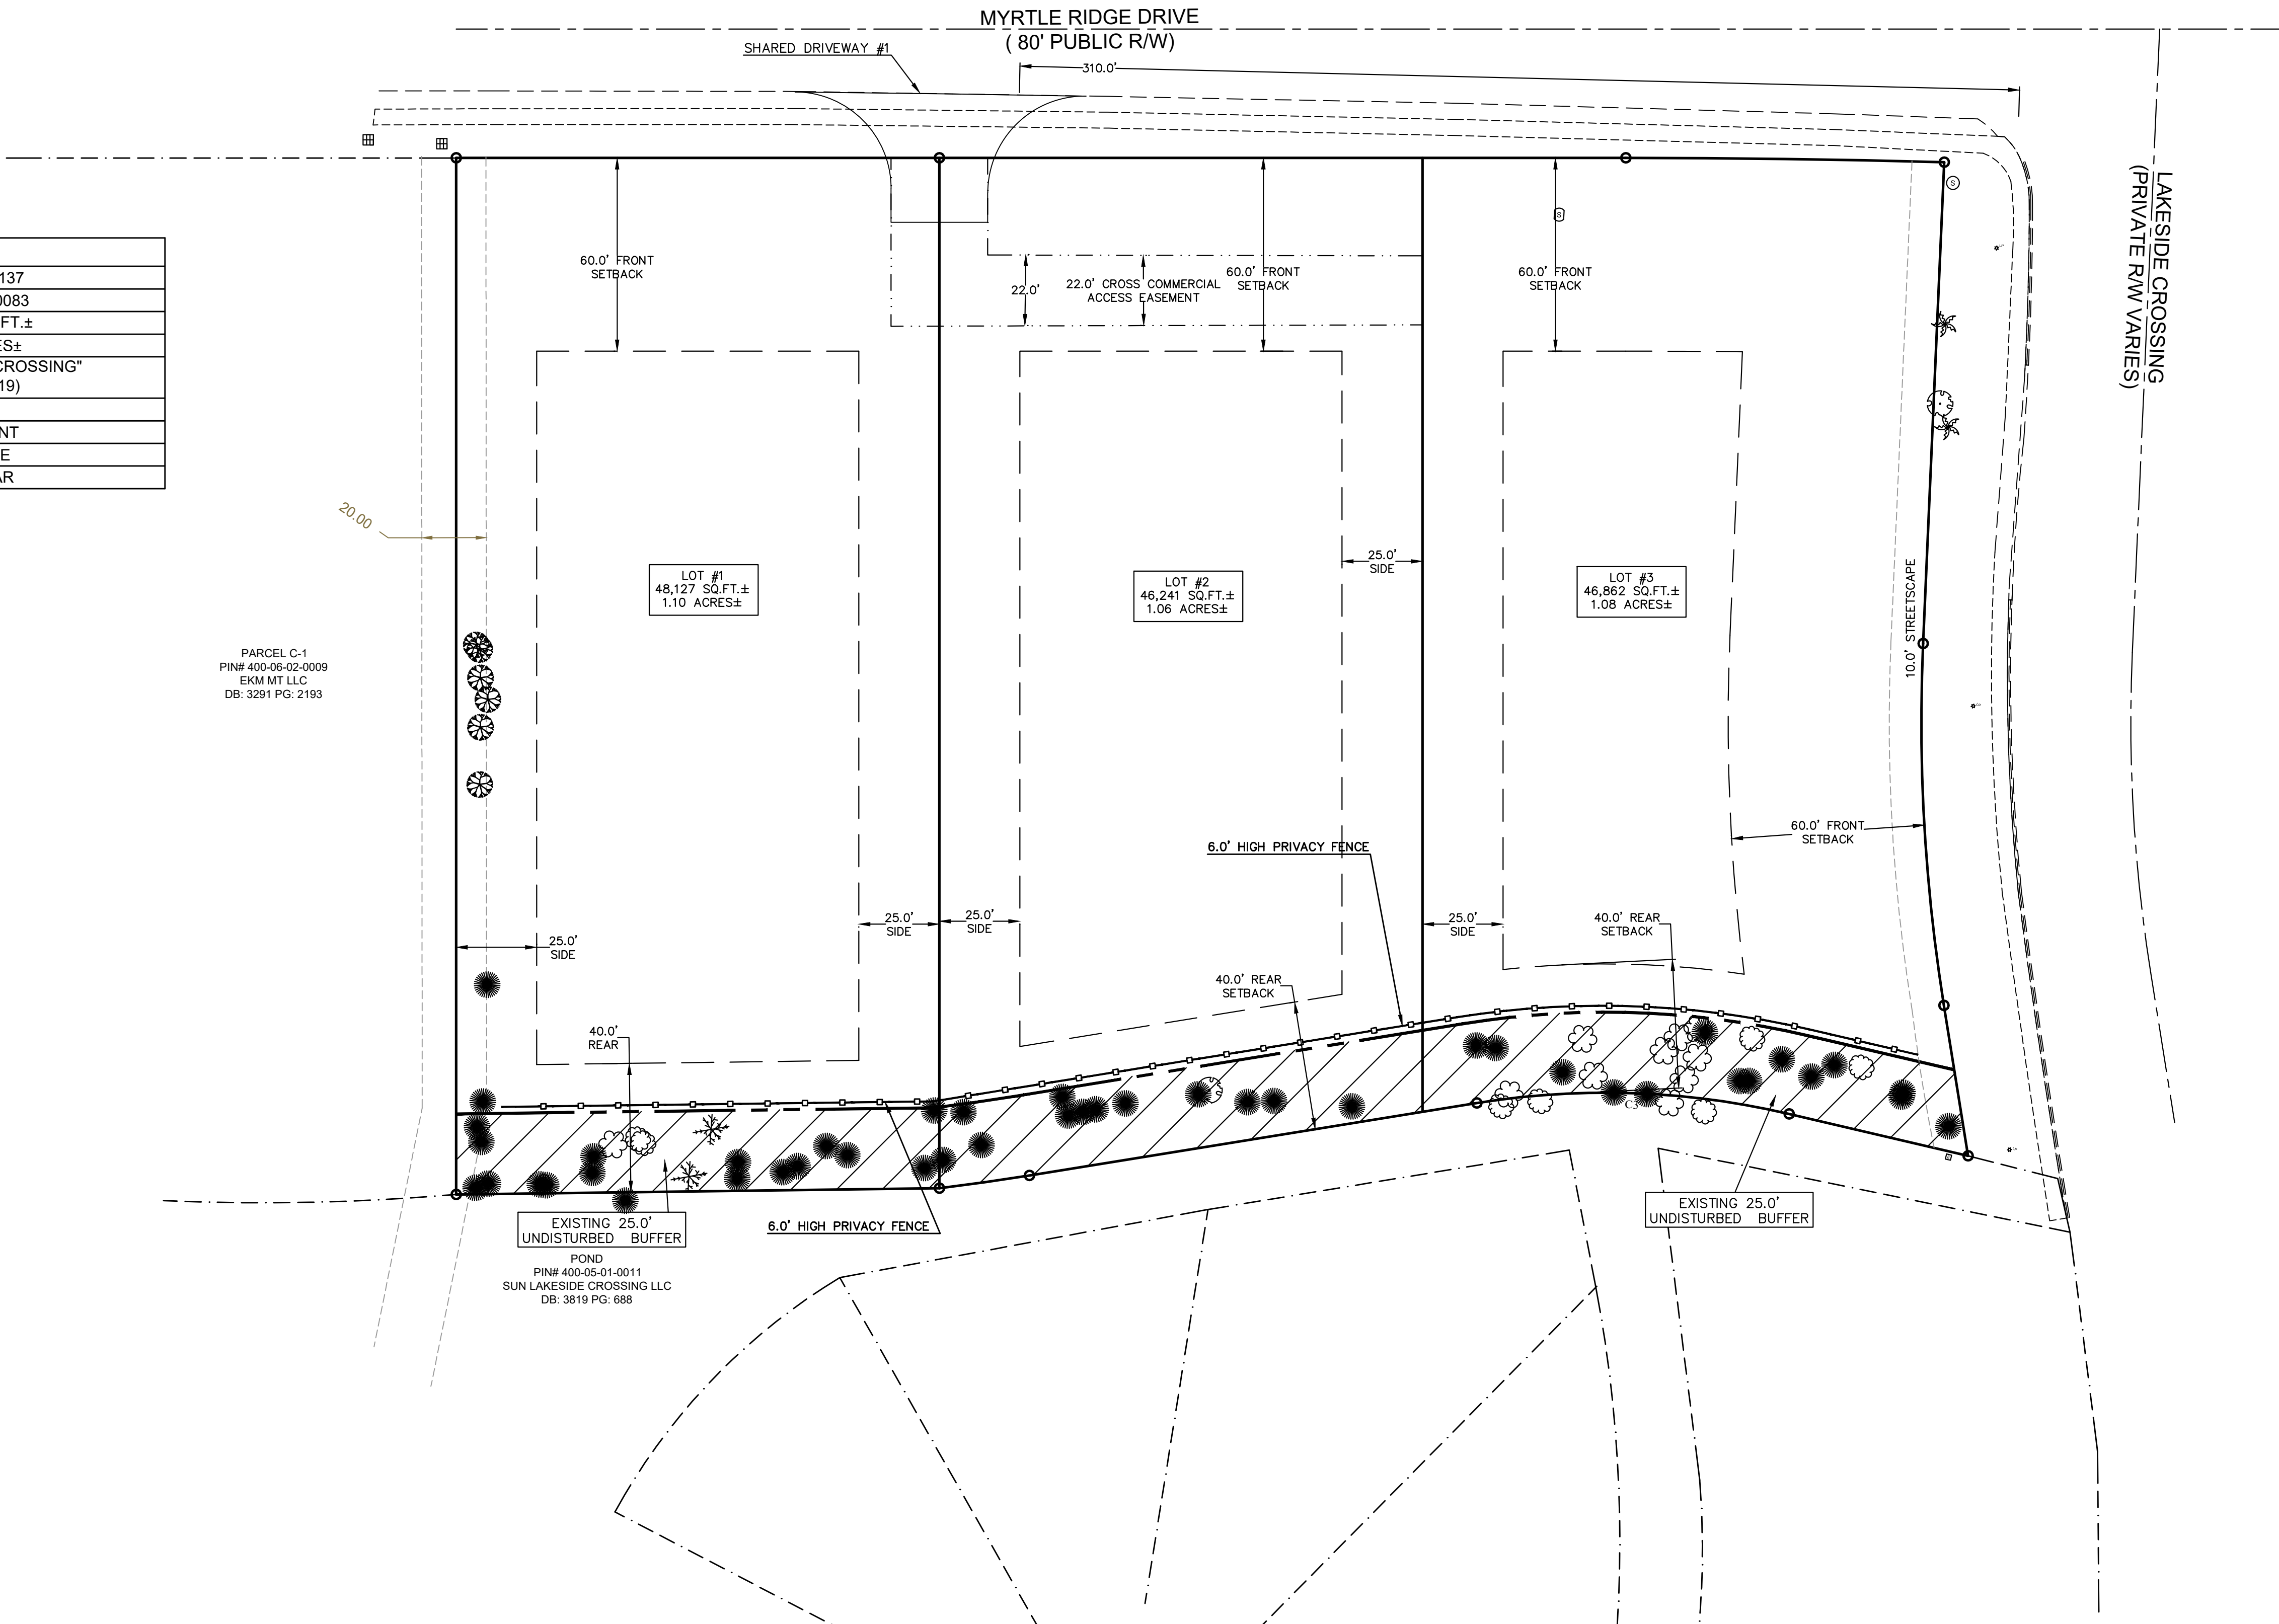 MYRTLE RIDGE DRIVE
( 80' PUBLIC R/W)
SHARED DRIVEWAY #1
310.0'
LAKESIDE CROSSING
(PRIVATE R/W VARIES)
S
S
137
0083
FT.±
ES±
CROSSING"
19)
NT
E
AR
60.0' FRONT
SETBACK
22.0'
22.0' CROSS COMMERCIAL
ACCESS EASEMENT
60.0' FRONT
SETBACK
60.0' FRONT
SETBACK
20.00
25.0'
SIDE
LOT #1
48,127 SQ.FT.±
1.10 ACRES±
LOT #2
46,241 SQ.FT.±
1.06 ACRES±
LOT #3
46,862 SQ.FT.±
1.08 ACRES±
10.0' STREETSCAPE
PARCEL C-1
PIN# 400-06-02-0009
EKM MT LLC
DB: 3291 PG: 2193
60.0' FRONT
SETBACK
6.0' HIGH PRIVACY FENCE
25.0'
SIDE
25.0'
SIDE
25.0'
SIDE
25.0'
SIDE
40.0' REAR
SETBACK
40.0' REAR
SETBACK
40.0'
REAR
C3
EXISTING 25.0'
UNDISTURBED BUFFER
6.0' HIGH PRIVACY FENCE
EXISTING 25.0'
UNDISTURBED BUFFER
POND
PIN# 400-05-01-0011
SUN LAKESIDE CROSSING LLC
DB: 3819 PG: 688